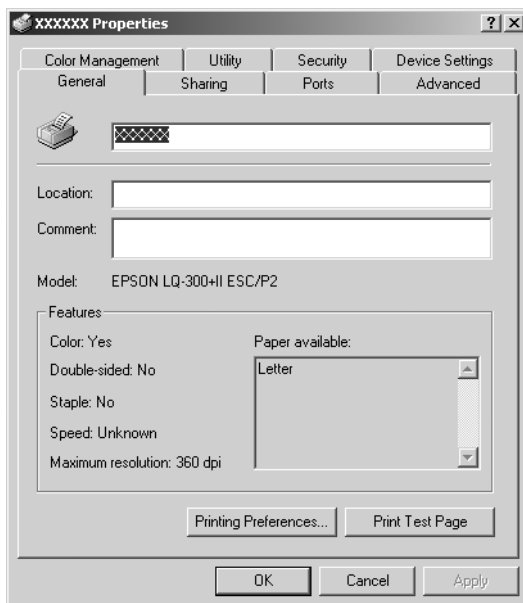 XXXXXX Properties
Color Management Utility Security Device Settings
General Sharing Ports Advanced
XXXXXX
Location:
Comment:
Model: EPSON LQ-300+II ESC/P2
Features
Color: Yes Paper available:
Double-sided: No Letter
Staple: No
Speed: Unknown
Maximum resolution: 360 dpi
Printing Preferences... Print Test Page
OK Cancel Apply